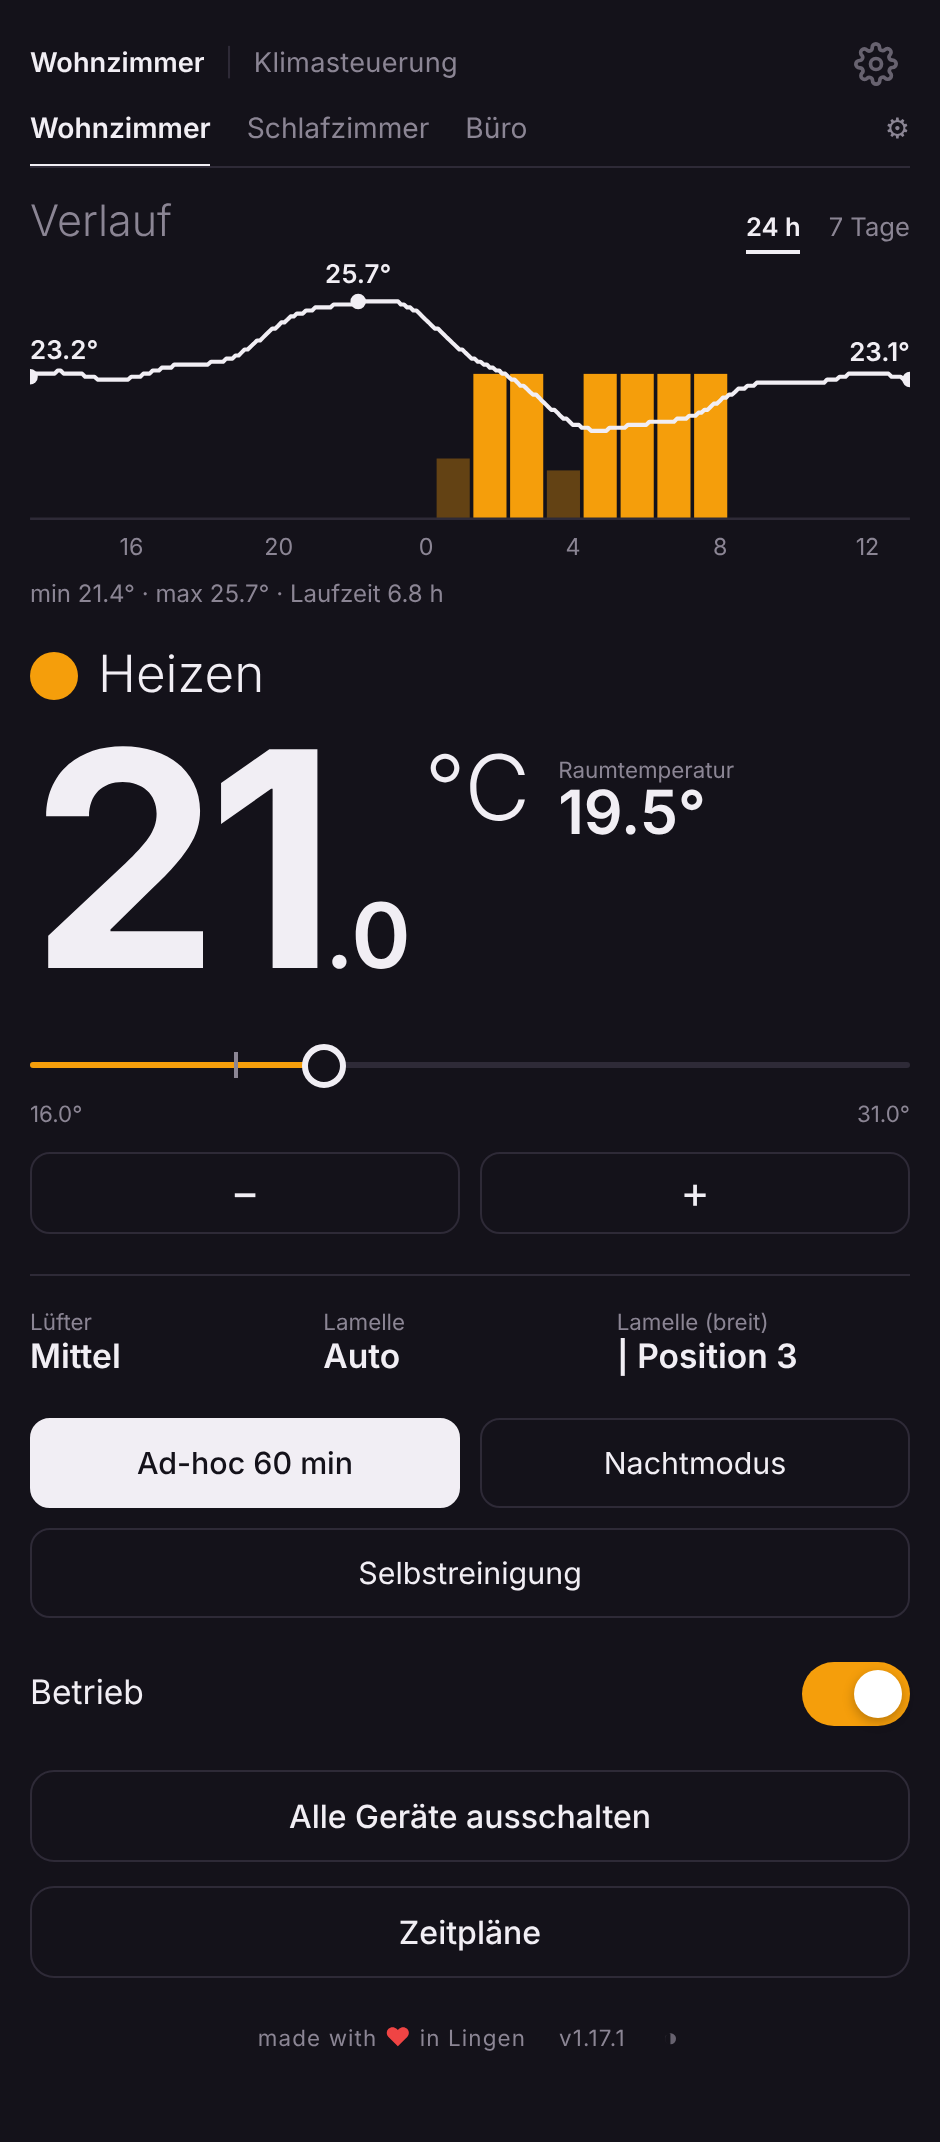 Wohnzimmer Klimasteuerung
Wohnzimmer Schlafzimmer Büro
Verlauf 24 h 7 Tage
25.7°
23.2° 23.1°
16 20 0 4 8 12
min 21.4° · max 25.7° · Laufzeit 6.8 h
Heizen
21.0 °C
Raumtemperatur
19.5°
16.0° 31.0°
− +
Lüfter Lamelle Lamelle (breit)
Mittel Auto | Position 3
Ad-hoc 60 min Nachtmodus
Selbstreinigung
Betrieb
Alle Geräte ausschalten
Zeitpläne
made with ❤ in Lingen v1.17.1